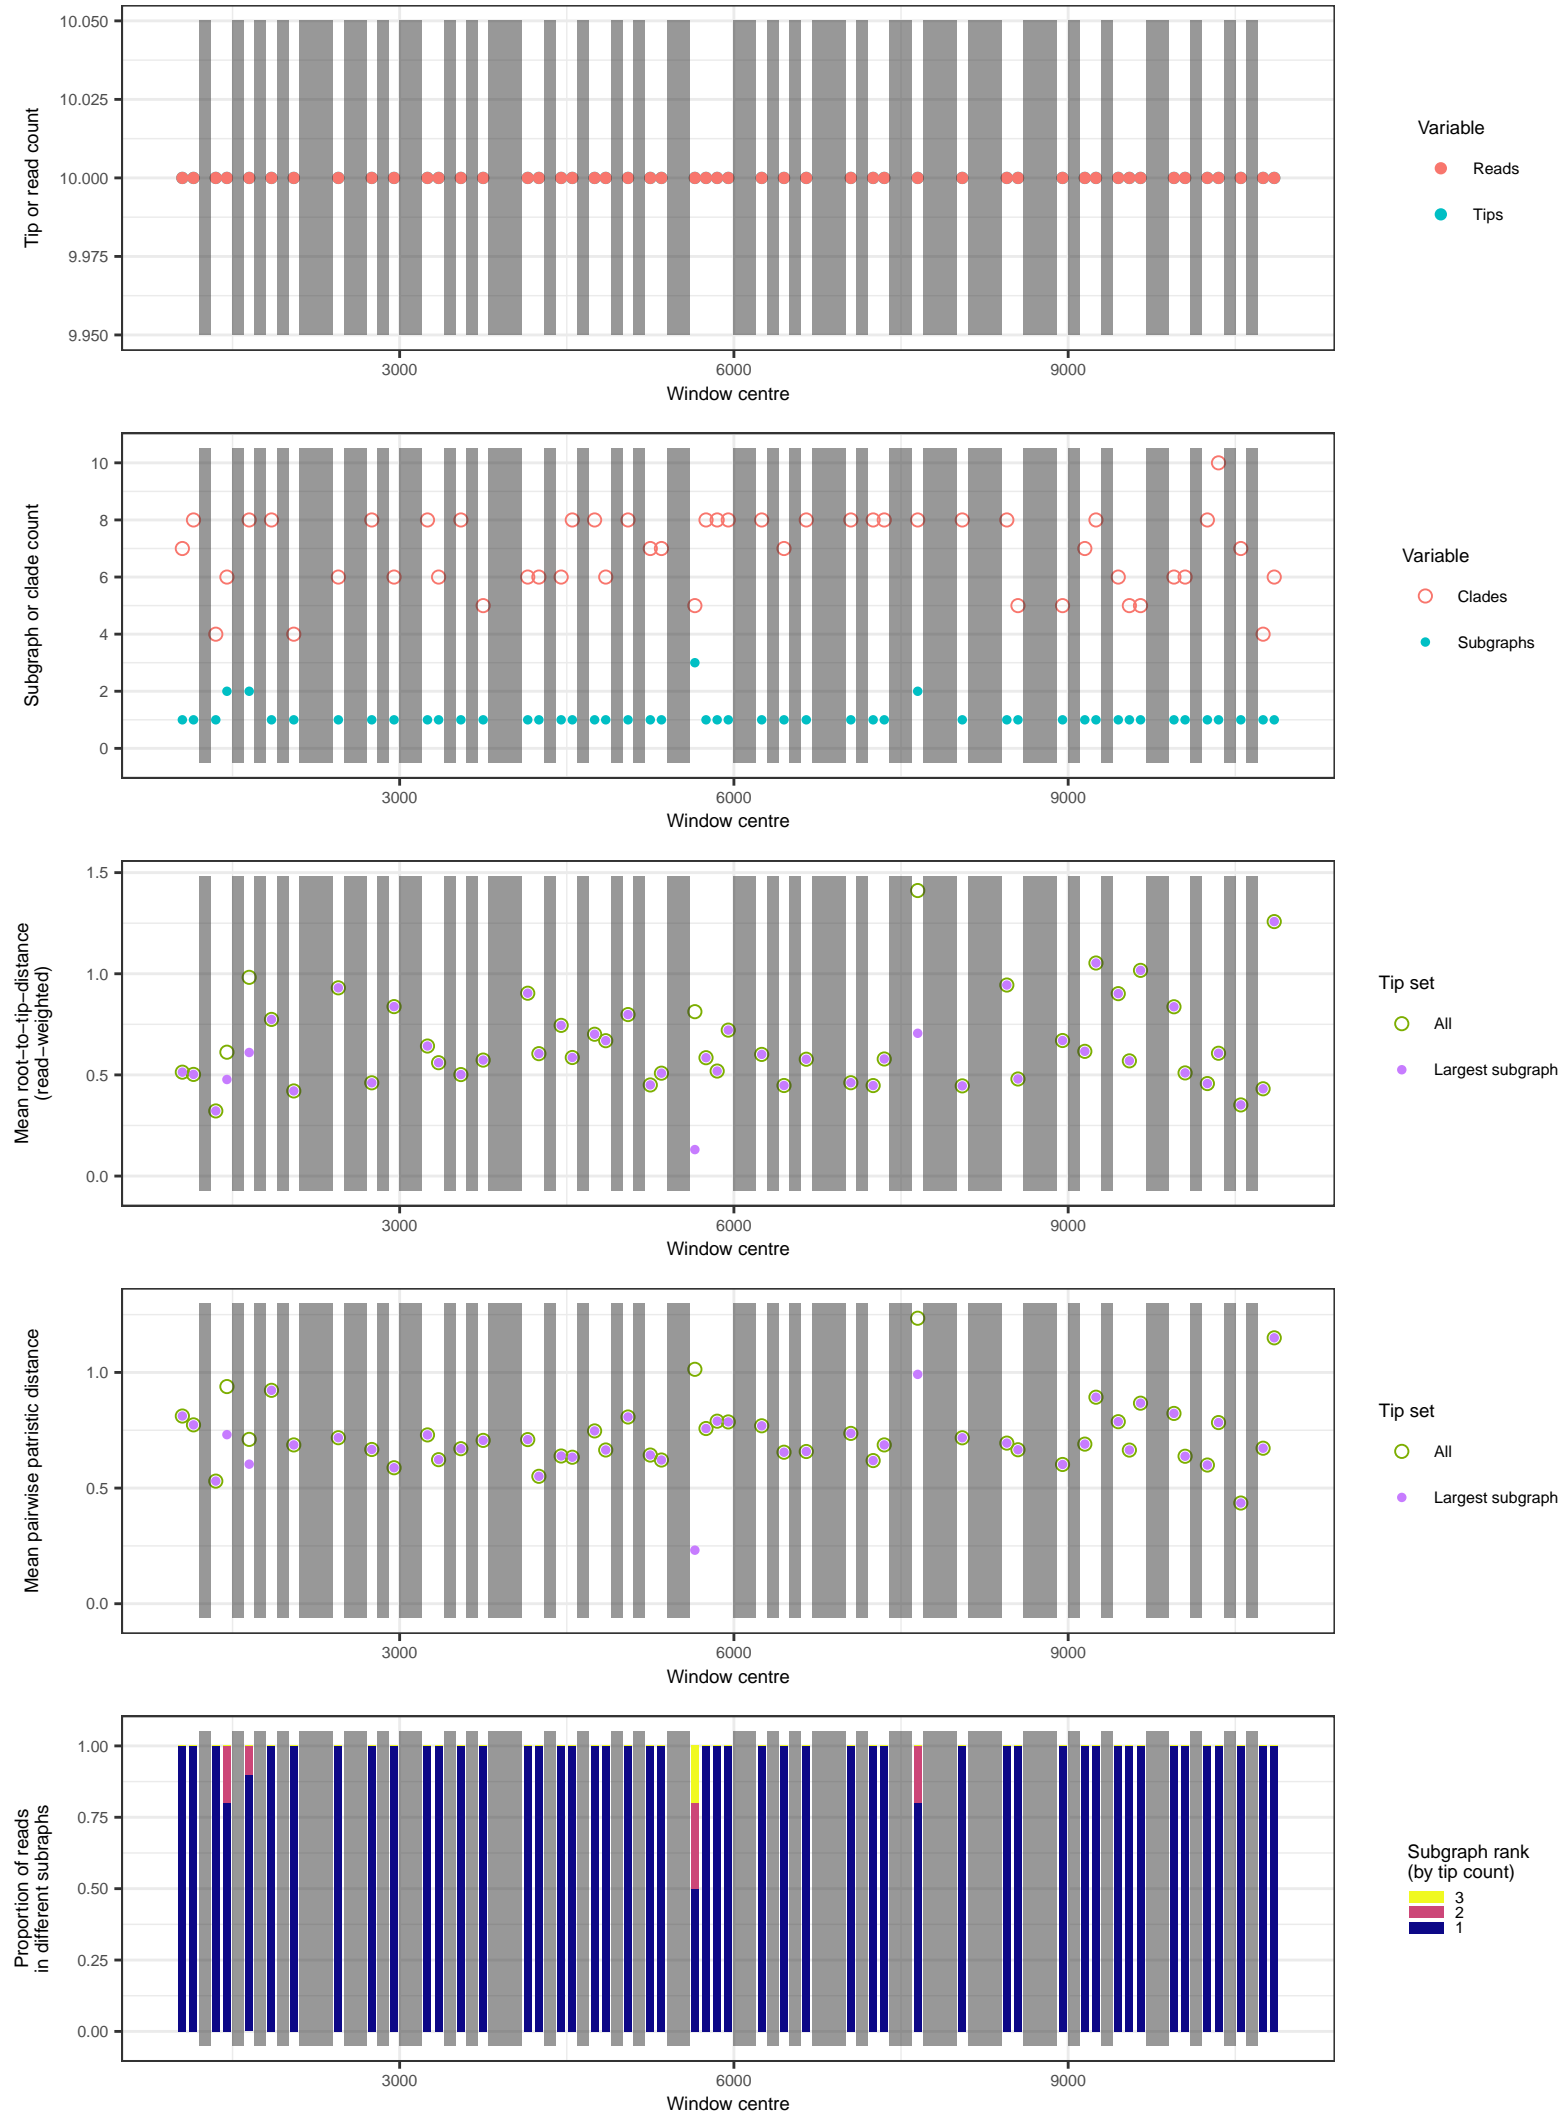 Tip or read count
10.050
10.025
10.000
9.975
9.950
3000
6000
9000
Window centre
Variable
Reads
Tips
Subgraph or clade count
10
8
6
4
2
0
3000
6000
9000
Window centre
Variable
Clades
Subgraphs
Mean root−to−tip−distance
(read−weighted)
1.5
1.0
0.5
0.0
3000
6000
9000
Window centre
Tip set
All
Largest subgraph
Mean pairwise patristic distance
1.0
0.5
0.0
3000
6000
9000
Window centre
Tip set
All
Largest subgraph
Proportion of reads
in different subraphs
1.00
0.75
0.50
0.25
0.00
3000
6000
9000
Window centre
Subgraph rank
(by tip count)
3
2
1